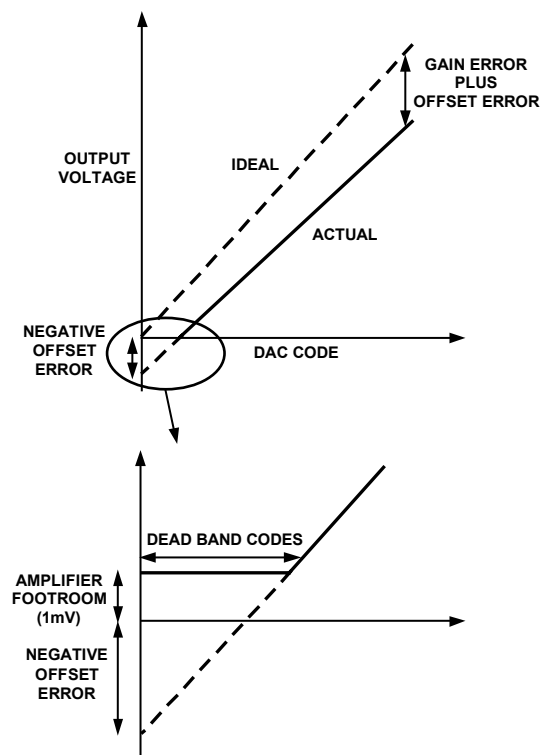 GAIN ERROR
PLUS
OFFSET ERROR
OUTPUT
VOLTAGE
IDEAL
ACTUAL
NEGATIVE
OFFSET
ERROR
DAC CODE
DEAD BAND CODES
AMPLIFIER
FOOTROOM
(1mV)
NEGATIVE
OFFSET
ERROR